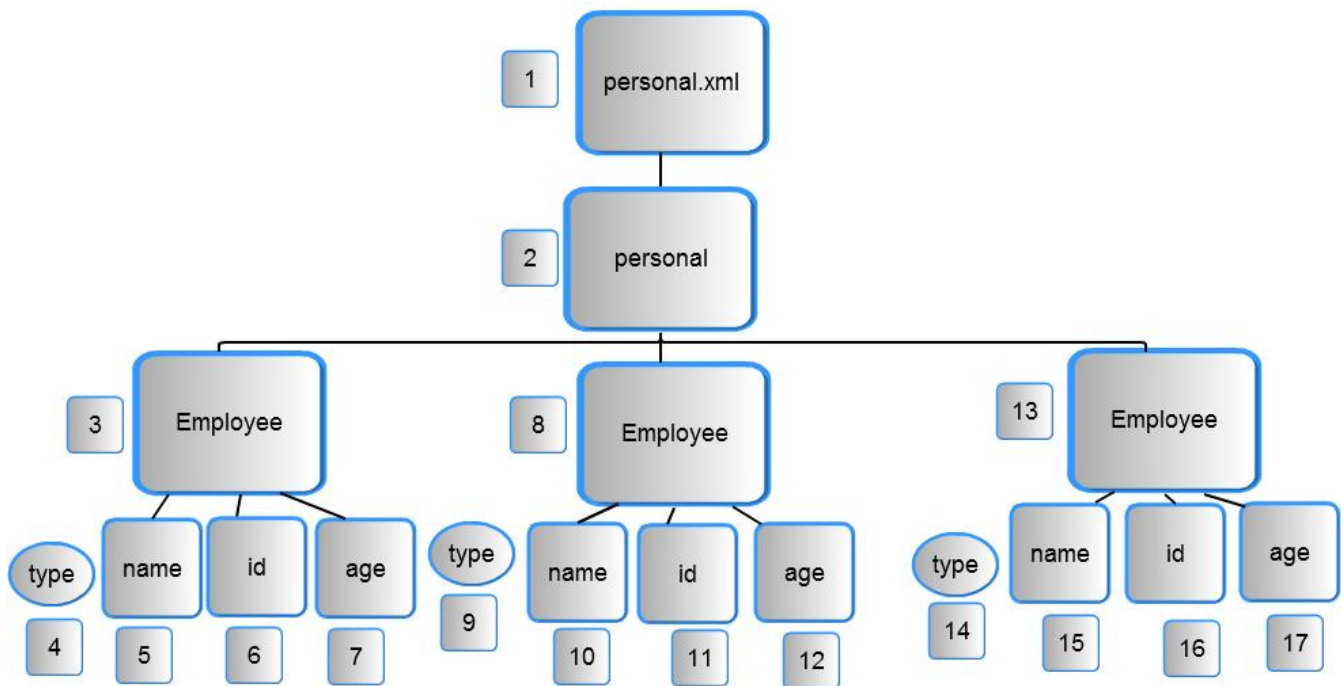 1
personal.xml
2
personal
3
Employee
8
Employee
13
Employee
type
name
id
age
type
name
id
age
type
name
id
age
4
5
6
7
9
10
11
12
14
15
16
17